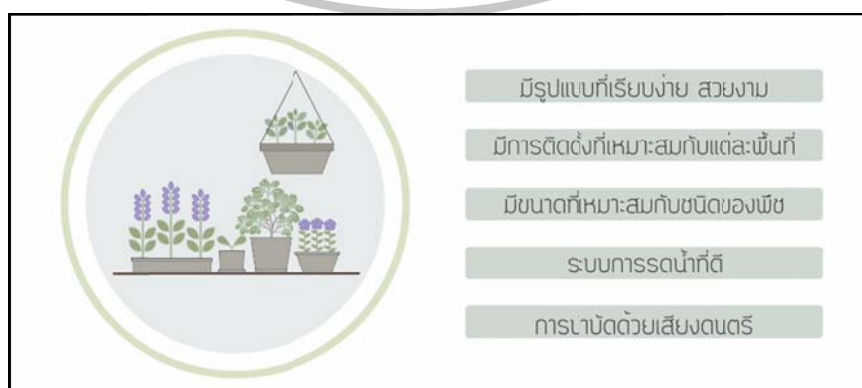 มีรูปแบบที่เรียบง่าย สวยงาม
มีการติดตั้งที่เหมาะสมกับแต่ละพื้นที่
มีขนาดที่เหมาะสมกับชนิดของพืช
ระบบการรดน้ำที่ดี
การบำบัดด้วยเสียงดนตรี